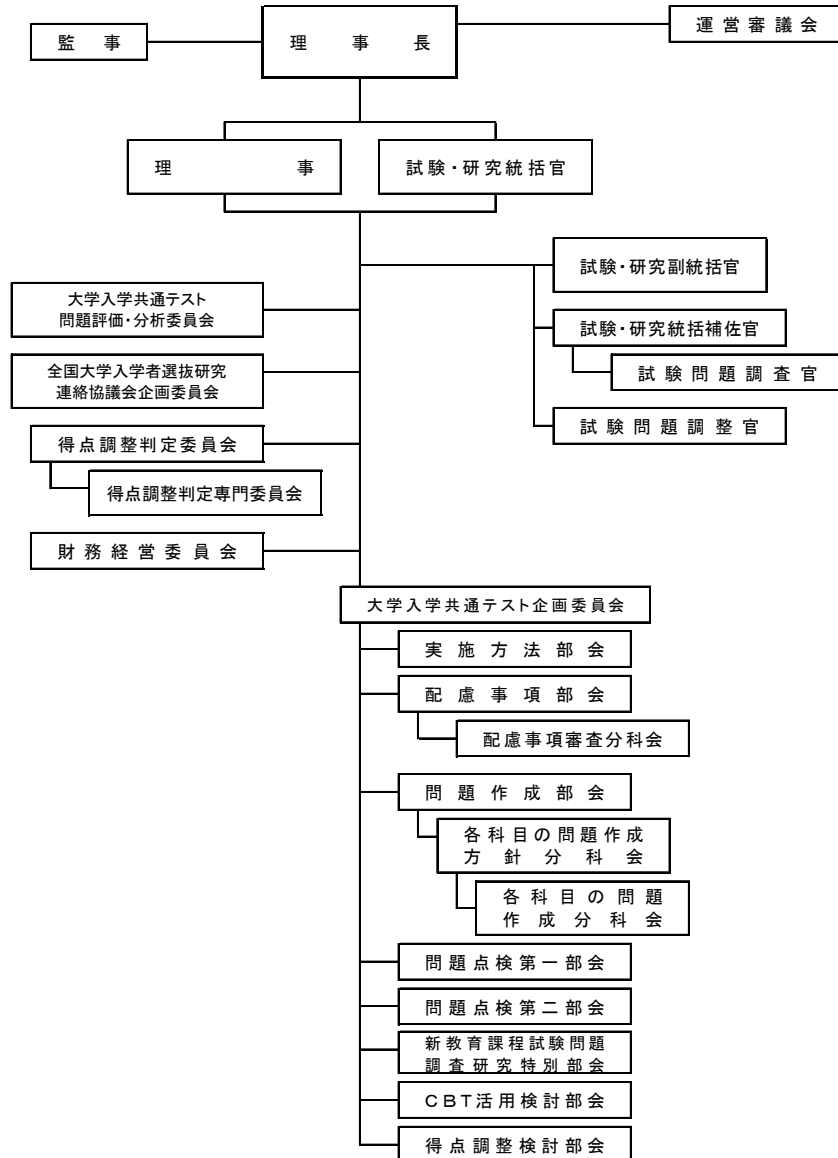 監事
理事長
運営審議会
理事
試験・研究統括官
試験・研究副統括官
大学入学共通テスト
問題評価・分析委員会
試験・研究統括補佐官
全国大学入学者選抜研究
連絡協議会企画委員会
試験問題調査官
得点調整判定委員会
試験問題調整官
得点調整判定専門委員会
財務経営委員会
大学入学共通テスト企画委員会
実施方法部会
配慮事項部会
配慮事項審査分科会
問題作成部会
各科目の問題作成
方針分科会
各科目の問題
作成分科会
問題点検第一部会
問題点検第二部会
新教育課程試験問題
調査研究特別部会
CBT活用検討部会
得点調整検討部会